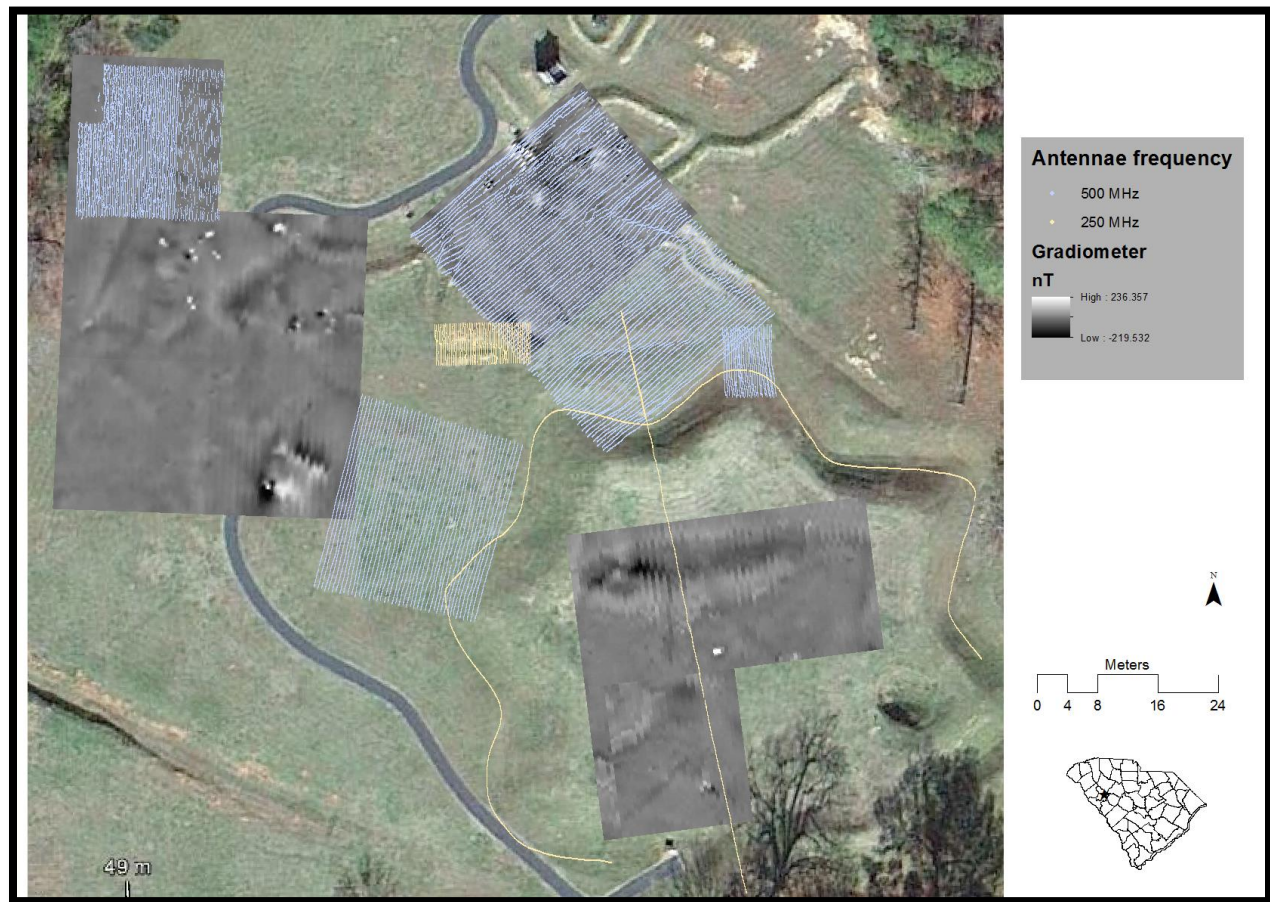 Antennae frequency
500 MHz
250 MHz
Gradiometer
nT
High : 236.357
Low : -219.532
N
Meters
0 4 8 16 24
49 m